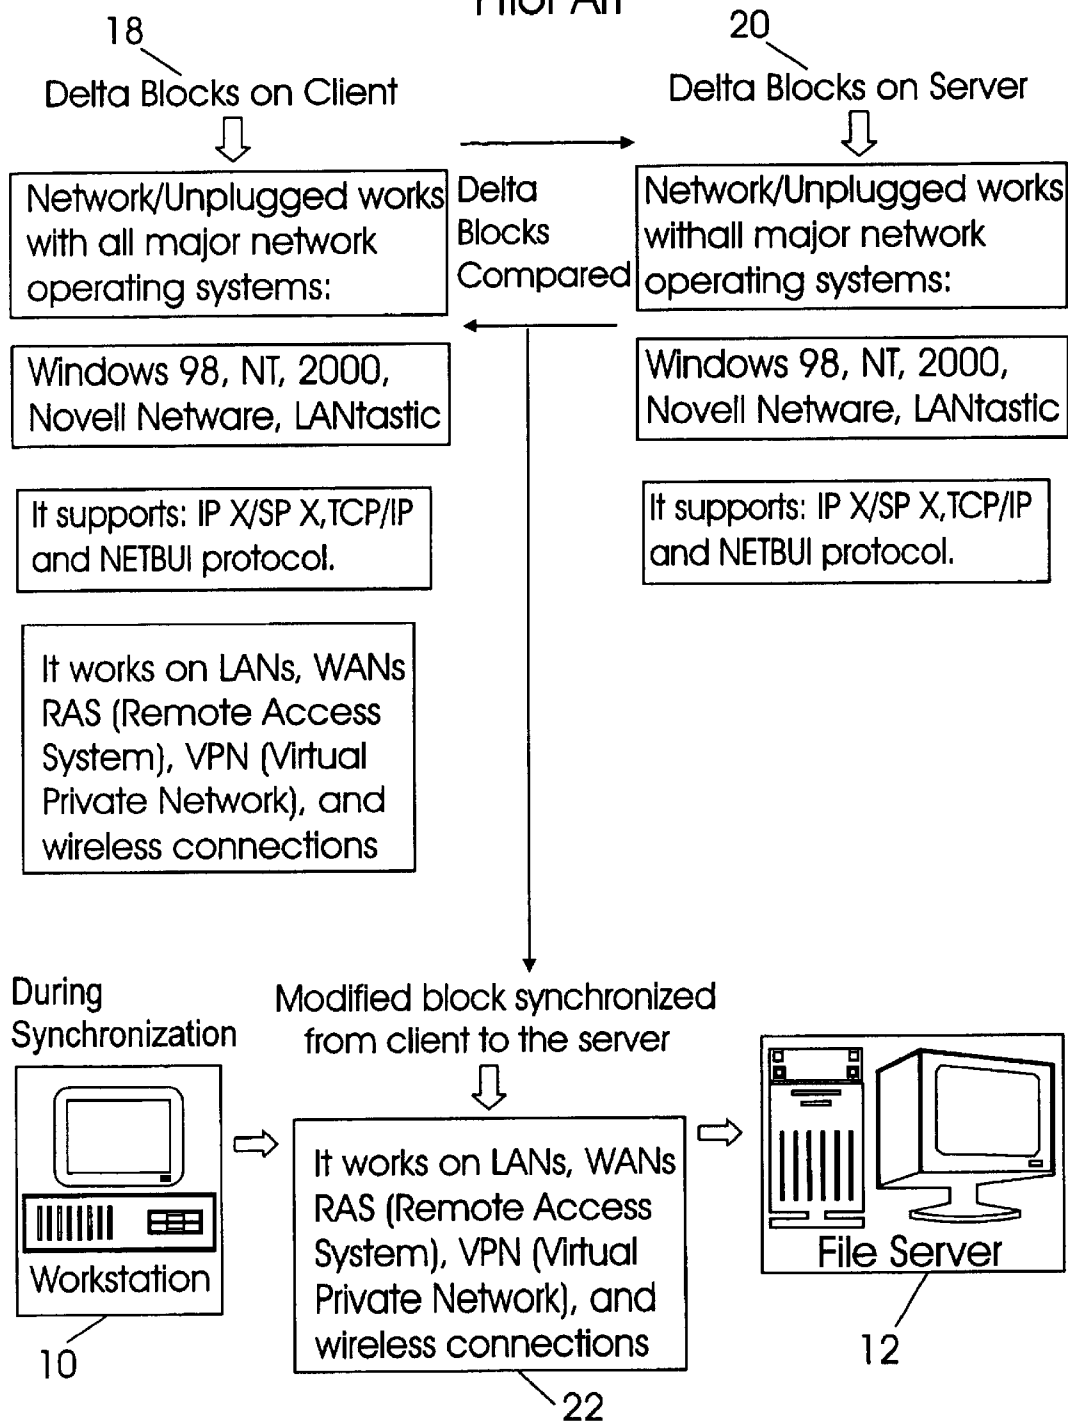 Prior Art
18
20
Delta Blocks on Client
Delta Blocks on Server
Network/Unplugged works
with all major network
operating systems:
Delta
Blocks
Compared
Network/Unplugged works
withall major network
operating systems:
Windows 98, NT, 2000,
Novell Netware, LANtastic
Windows 98, NT, 2000,
Novell Netware, LANtastic
It supports: IP X/SP X,TCP/IP
and NETBUI protocol.
It supports: IP X/SP X,TCP/IP
and NETBUI protocol.
It works on LANs, WANs
RAS (Remote Access
System), VPN (Virtual
Private Network), and
wireless connections
During
Synchronization
Modified block synchronized
from client to the server
Workstation
It works on LANs, WANs
RAS (Remote Access
System), VPN (Virtual
Private Network), and
wireless connections
File Server
10
22
12